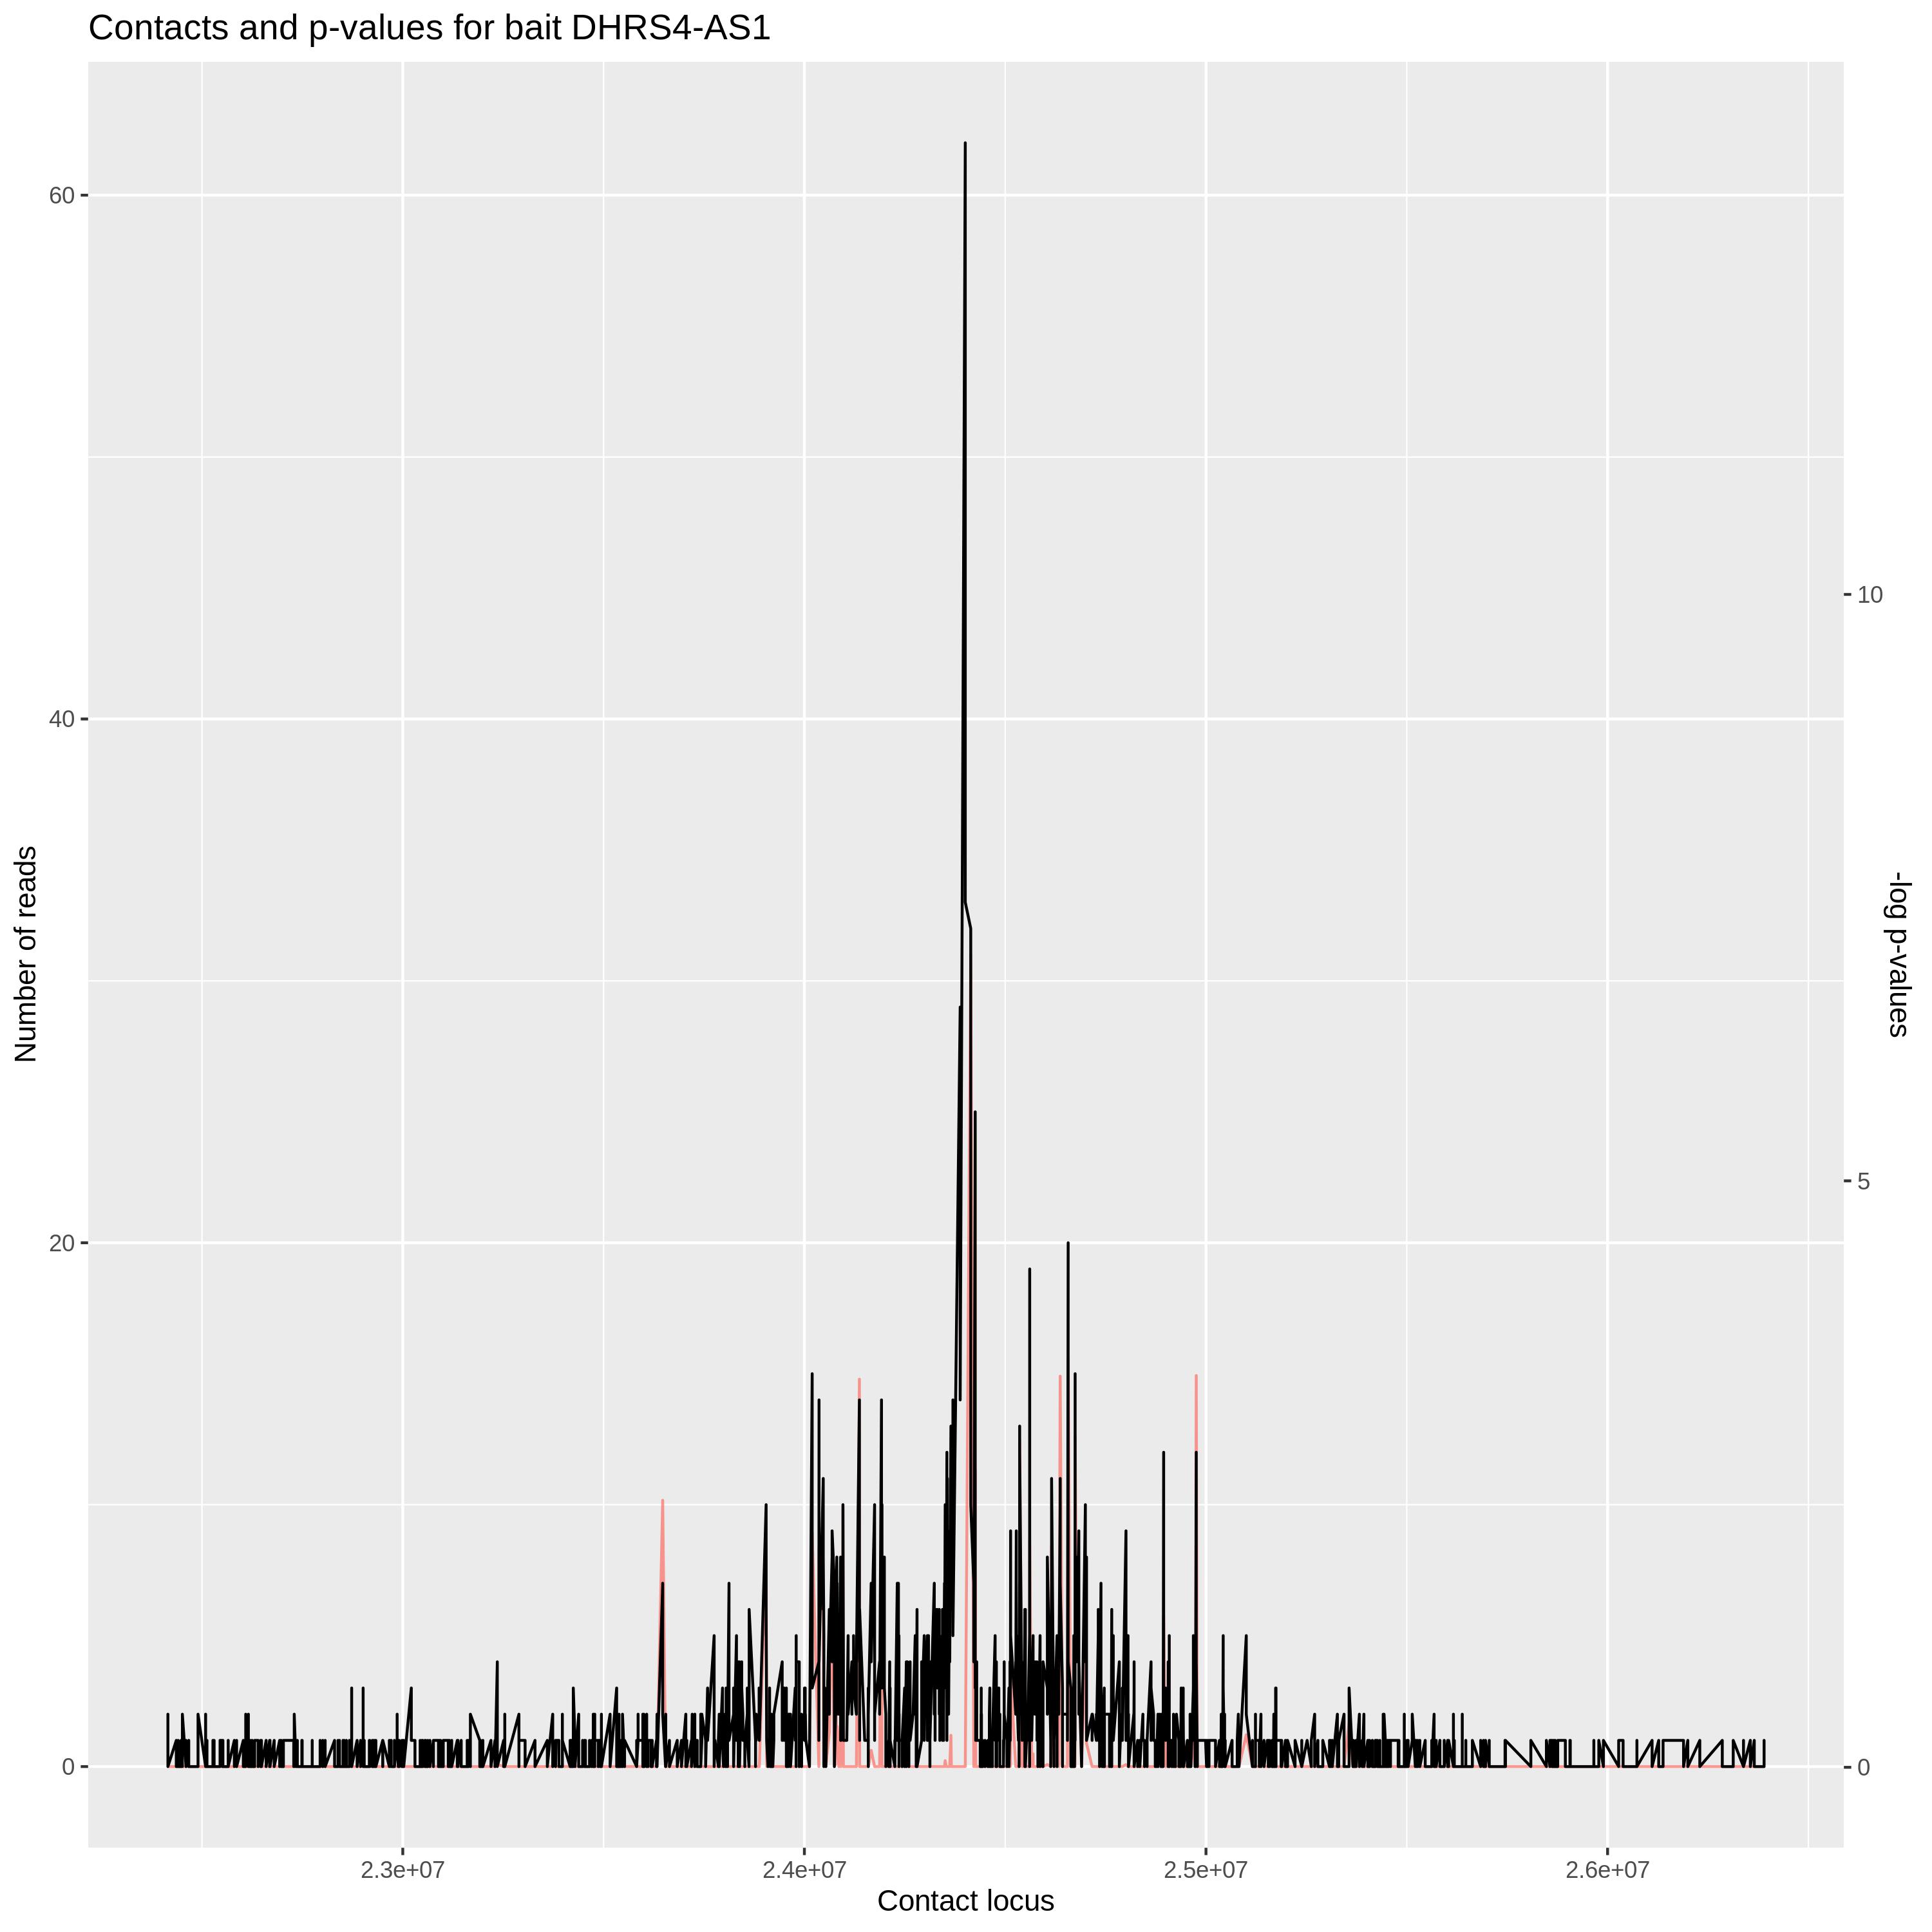 Contacts and p-values for bait DHRS4-AS1
60
40
20
0
Number of reads
10
5
0
-log p-values
2.3e+07
2.4e+07
2.5e+07
2.6e+07
Contact locus